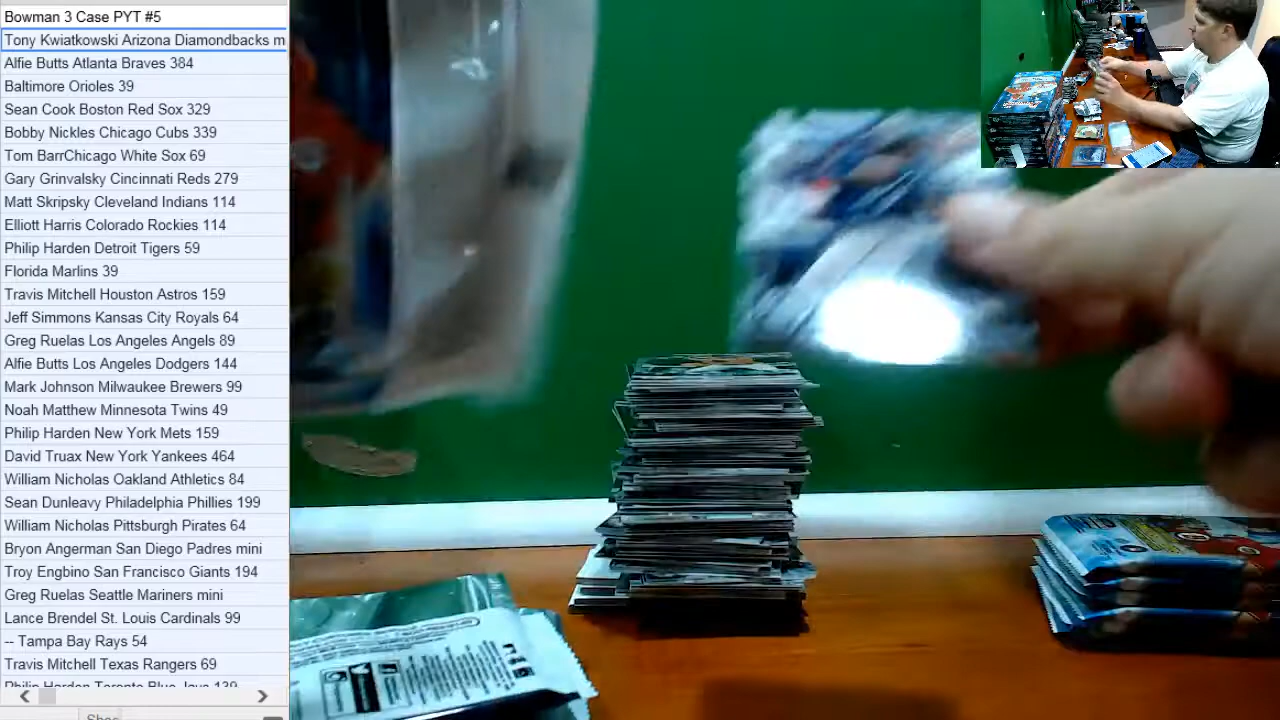 Bowman 3 Case PYT #5
Tony Kwiatkowski Arizona Diamondbacks m
Alfie Butts Atlanta Braves 384
Baltimore Orioles 39
Sean Cook Boston Red Sox 329
Bobby Nickles Chicago Cubs 339
Tom BarrChicago White Sox 69
Gary Grinvalsky Cincinnati Reds 279
Matt Skripsky Cleveland Indians 114
Elliott Harris Colorado Rockies 114
Philip Harden Detroit Tigers 59
Florida Marlins 39
Travis Mitchell Houston Astros 159
Jeff Simmons Kansas City Royals 64
Greg Ruelas Los Angeles Angels 89
Alfie Butts Los Angeles Dodgers 144
Mark Johnson Milwaukee Brewers 99
Noah Matthew Minnesota Twins 49
Philip Harden New York Mets 159
David Truax New York Yankees 464
William Nicholas Oakland Athletics 84
Sean Dunleavy Philadelphia Phillies 199
William Nicholas Pittsburgh Pirates 64
Bryon Angerman San Diego Padres mini
Troy Engbino San Francisco Giants 194
Greg Ruelas Seattle Mariners mini
Lance Brendel St. Louis Cardinals 99
-- Tampa Bay Rays 54
Travis Mitchell Texas Rangers 69
Philip Harden Toronto Blue Jays 139